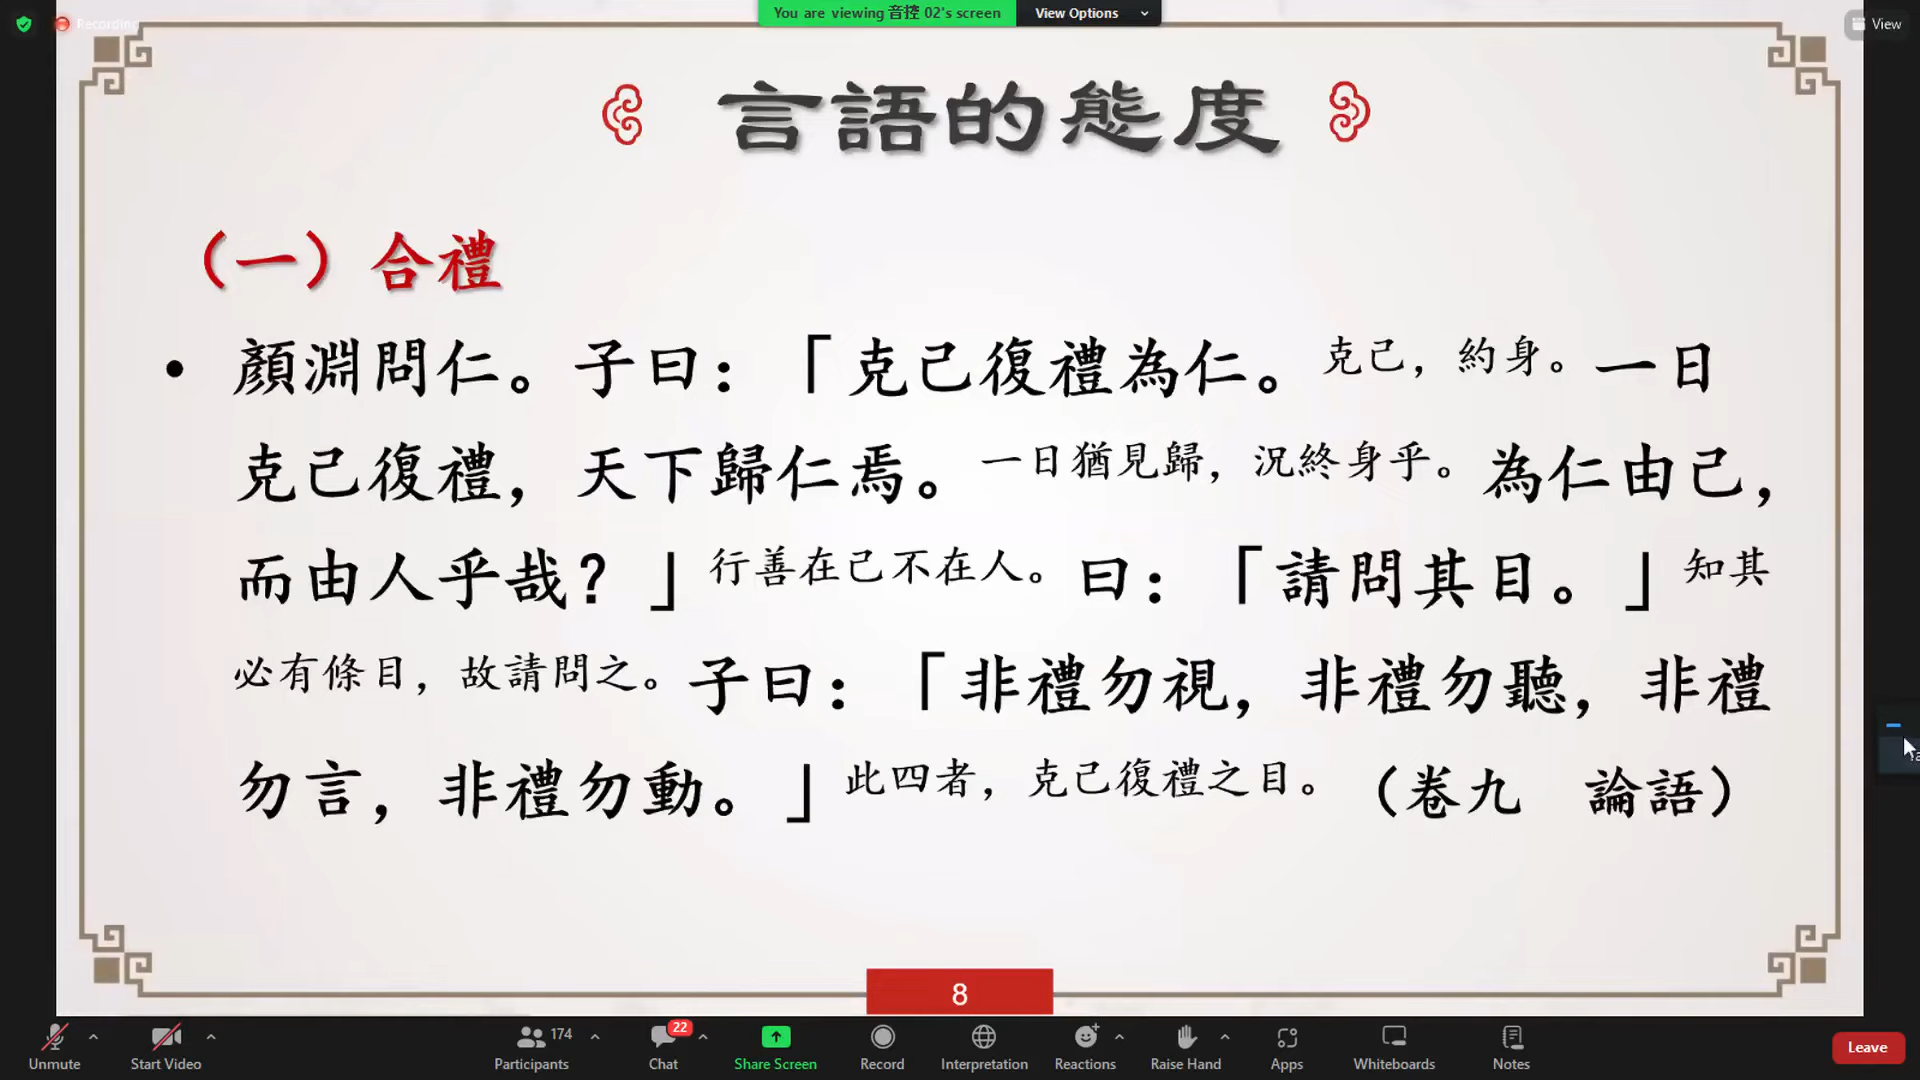 Recording
You are viewing 音控 02's screen
View Options
View
言語的態度
（一）合禮
• 顏淵問仁。子曰：「克己復禮為仁。克己，約身。一日
克己復禮，天下歸仁焉。一日猶見歸，況終身乎。為仁由己，
而由人乎哉？」行善在己不在人。曰：「請問其目。」知其
必有條目，故請問之。子曰：「非禮勿視，非禮勿聽，非禮
勿言，非禮勿動。」此四者，克己復禮之目。（卷九　論語）
8
Unmute
Start Video
174
Participants
22
Chat
Share Screen
Record
Interpretation
Reactions
Raise Hand
Apps
Whiteboards
Notes
Leave